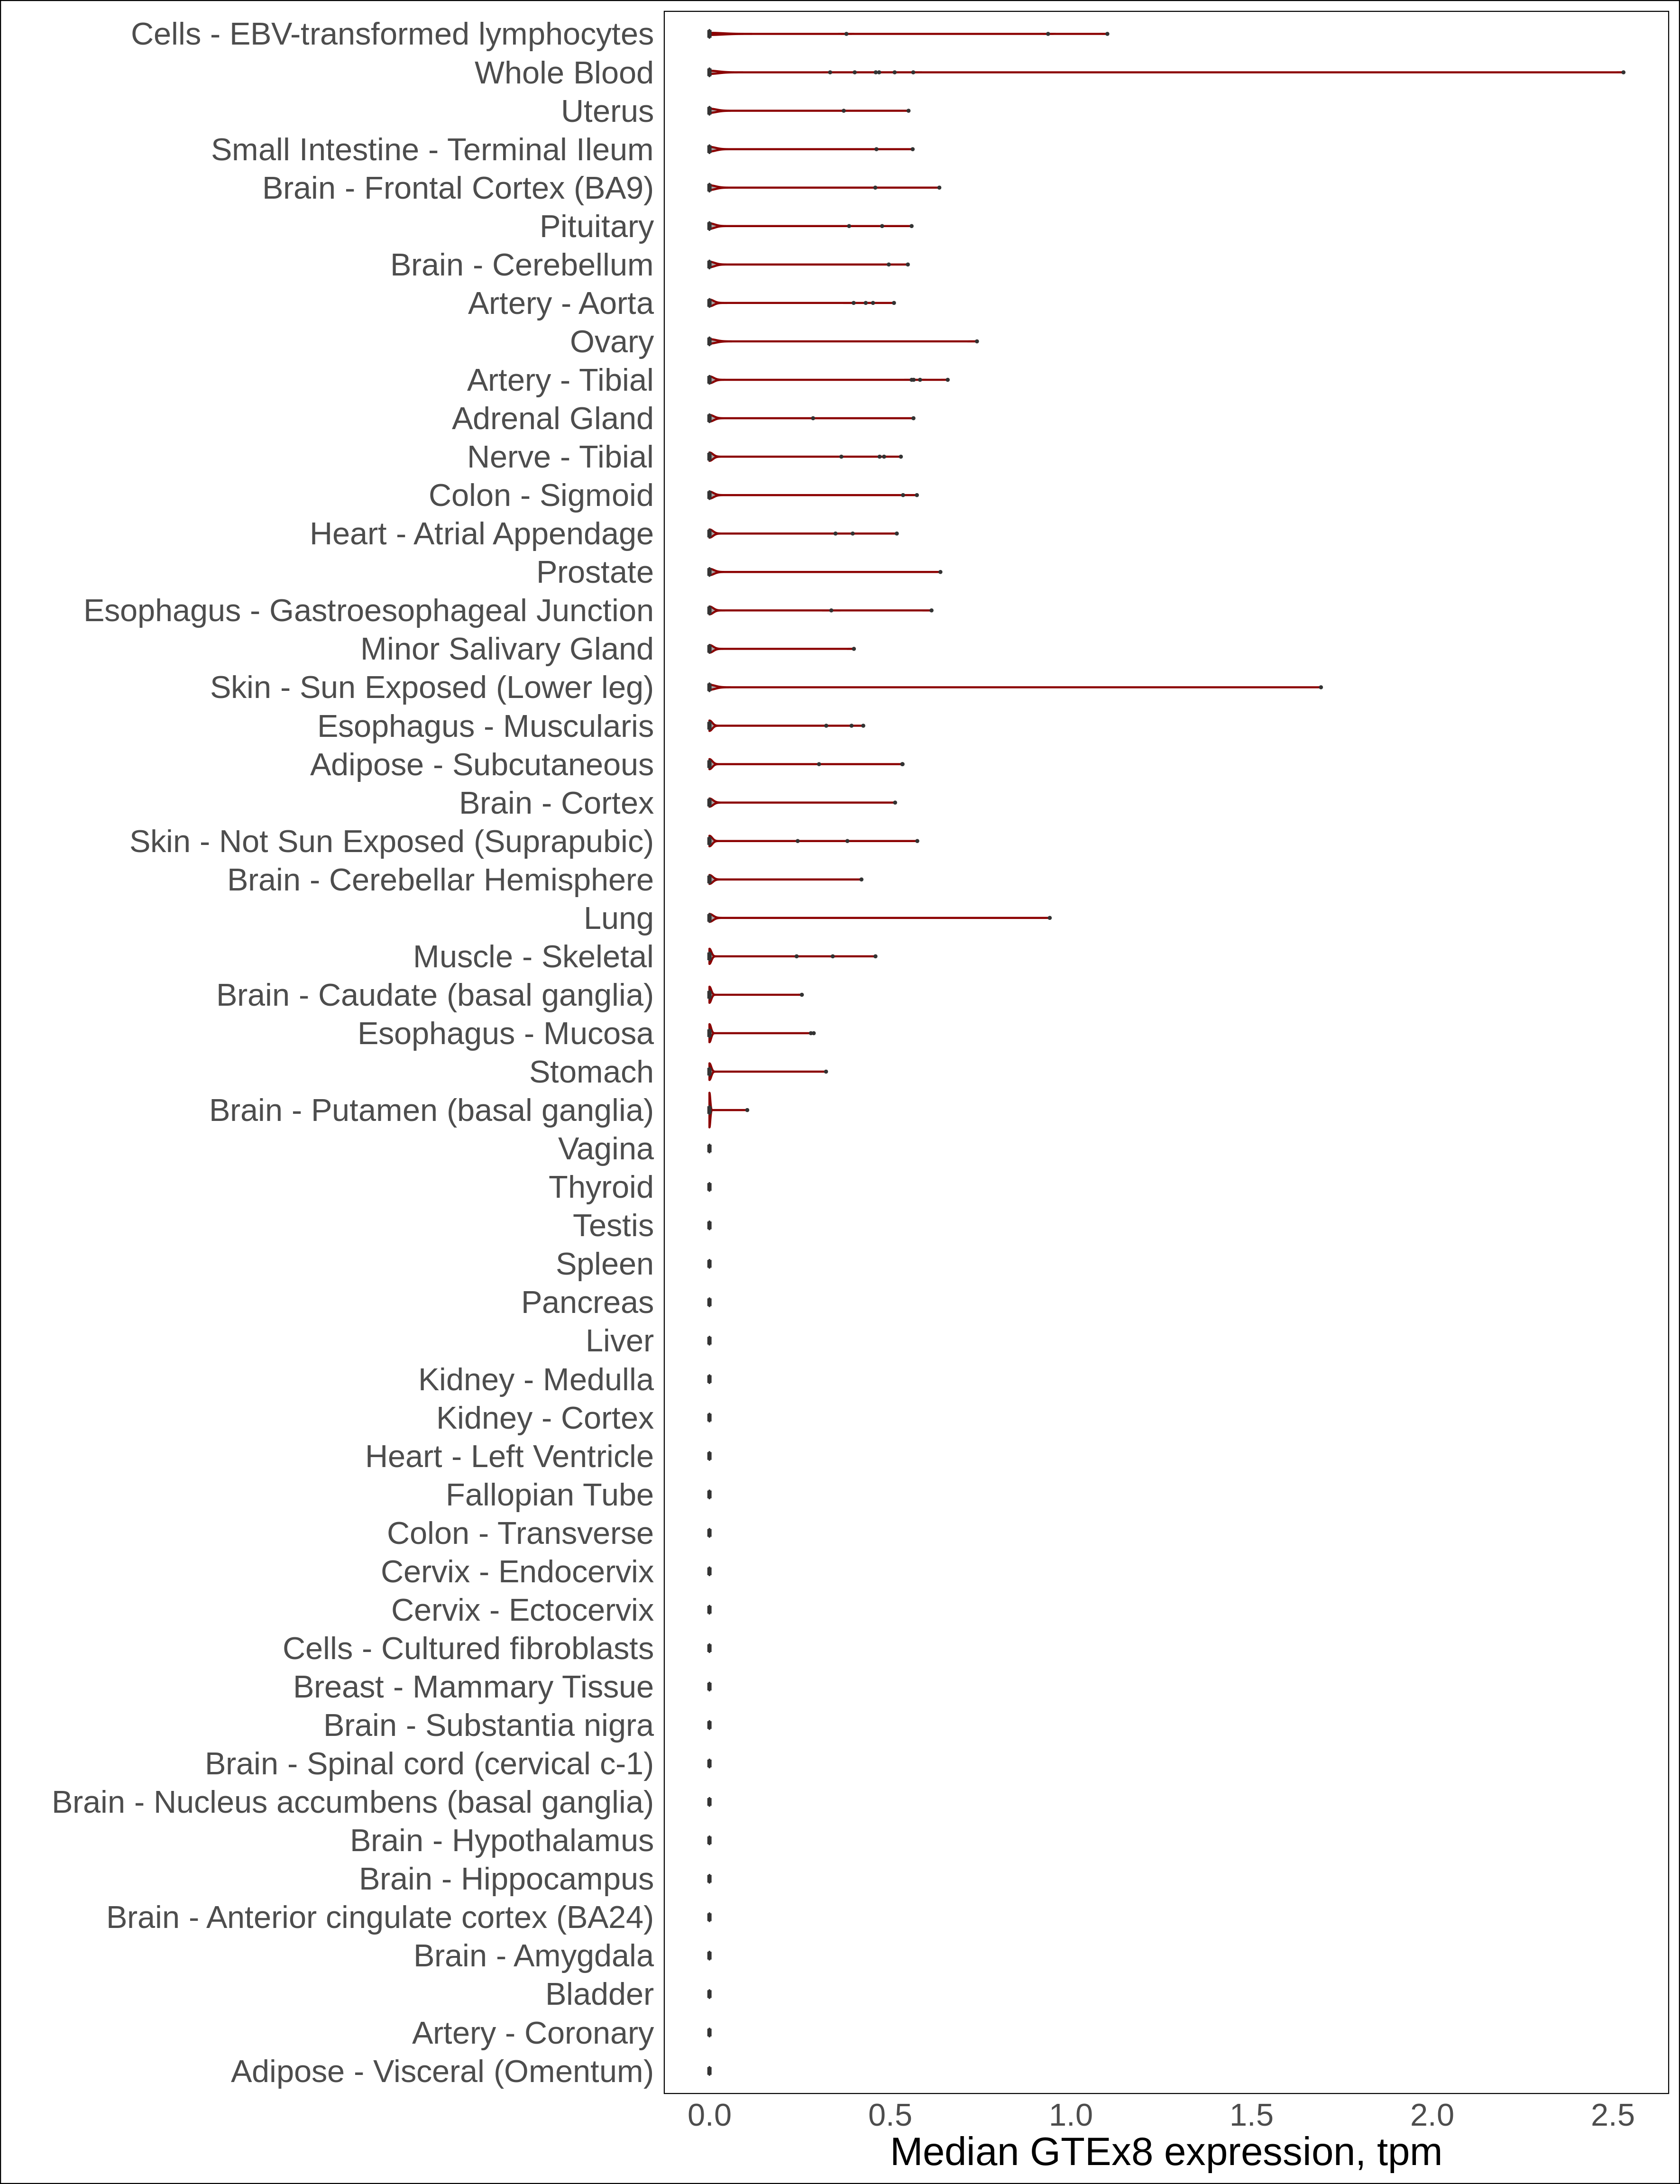 Cells - EBV-transformed lymphocytes
Whole Blood
Uterus
Small Intestine - Terminal Ileum
Brain - Frontal Cortex (BA9)
Pituitary
Brain - Cerebellum
Artery - Aorta
Ovary
Artery - Tibial
Adrenal Gland
Nerve - Tibial
Colon - Sigmoid
Heart - Atrial Appendage
Prostate
Esophagus - Gastroesophageal Junction
Minor Salivary Gland
Skin - Sun Exposed (Lower leg)
Esophagus - Muscularis
Adipose - Subcutaneous
Brain - Cortex
Skin - Not Sun Exposed (Suprapubic)
Brain - Cerebellar Hemisphere
Lung
Muscle - Skeletal
Brain - Caudate (basal ganglia)
Esophagus - Mucosa
Stomach
Brain - Putamen (basal ganglia)
Vagina
Thyroid
Testis
Spleen
Pancreas
Liver
Kidney - Medulla
Kidney - Cortex
Heart - Left Ventricle
Fallopian Tube
Colon - Transverse
Cervix - Endocervix
Cervix - Ectocervix
Cells - Cultured fibroblasts
Breast - Mammary Tissue
Brain - Substantia nigra
Brain - Spinal cord (cervical c-1)
Brain - Nucleus accumbens (basal ganglia)
Brain - Hypothalamus
Brain - Hippocampus
Brain - Anterior cingulate cortex (BA24)
Brain - Amygdala
Bladder
Artery - Coronary
Adipose - Visceral (Omentum)
0.0 0.5 1.0 1.5 2.0 2.5
Median GTEx8 expression, tpm